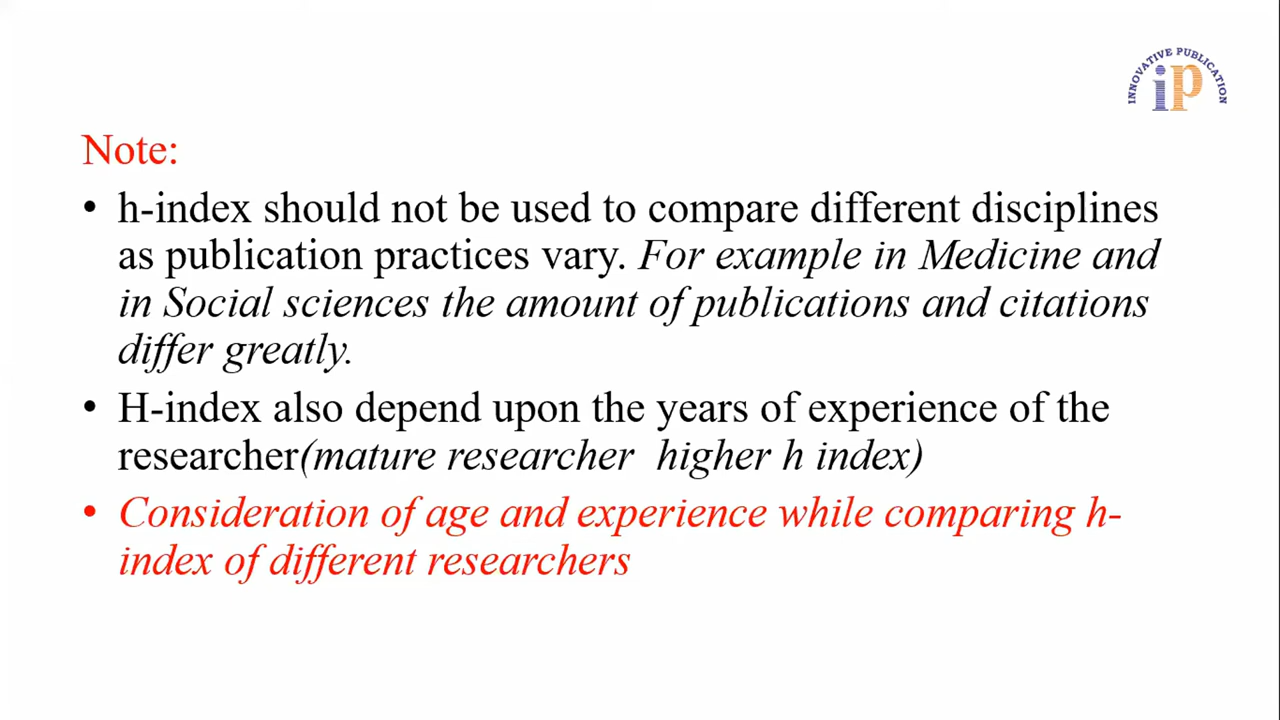 INNOVATIVE PUBLICATION
ip
Note:
• h-index should not be used to compare different disciplines
as publication practices vary. For example in Medicine and
in Social sciences the amount of publications and citations
differ greatly.
• H-index also depend upon the years of experience of the
researcher(mature researcher  higher h index)
• Consideration of age and experience while comparing h-
index of different researchers